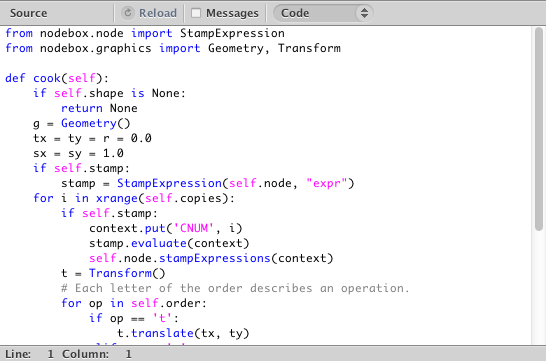 Source Reload Messages Code
from nodebox.node import StampExpression
from nodebox.graphics import Geometry, Transform
def cook(self):
    if self.shape is None:
        return None
    g = Geometry()
    tx = ty = r = 0.0
    sx = sy = 1.0
    if self.stamp:
        stamp = StampExpression(self.node, "expr")
    for i in xrange(self.copies):
        if self.stamp:
            context.put('CNUM', i)
            stamp.evaluate(context)
            self.node.stampExpressions(context)
        t = Transform()
        # Each letter of the order describes an operation.
        for op in self.order:
            if op == 't':
                t.translate(tx, ty)
Line: 1 Column: 1